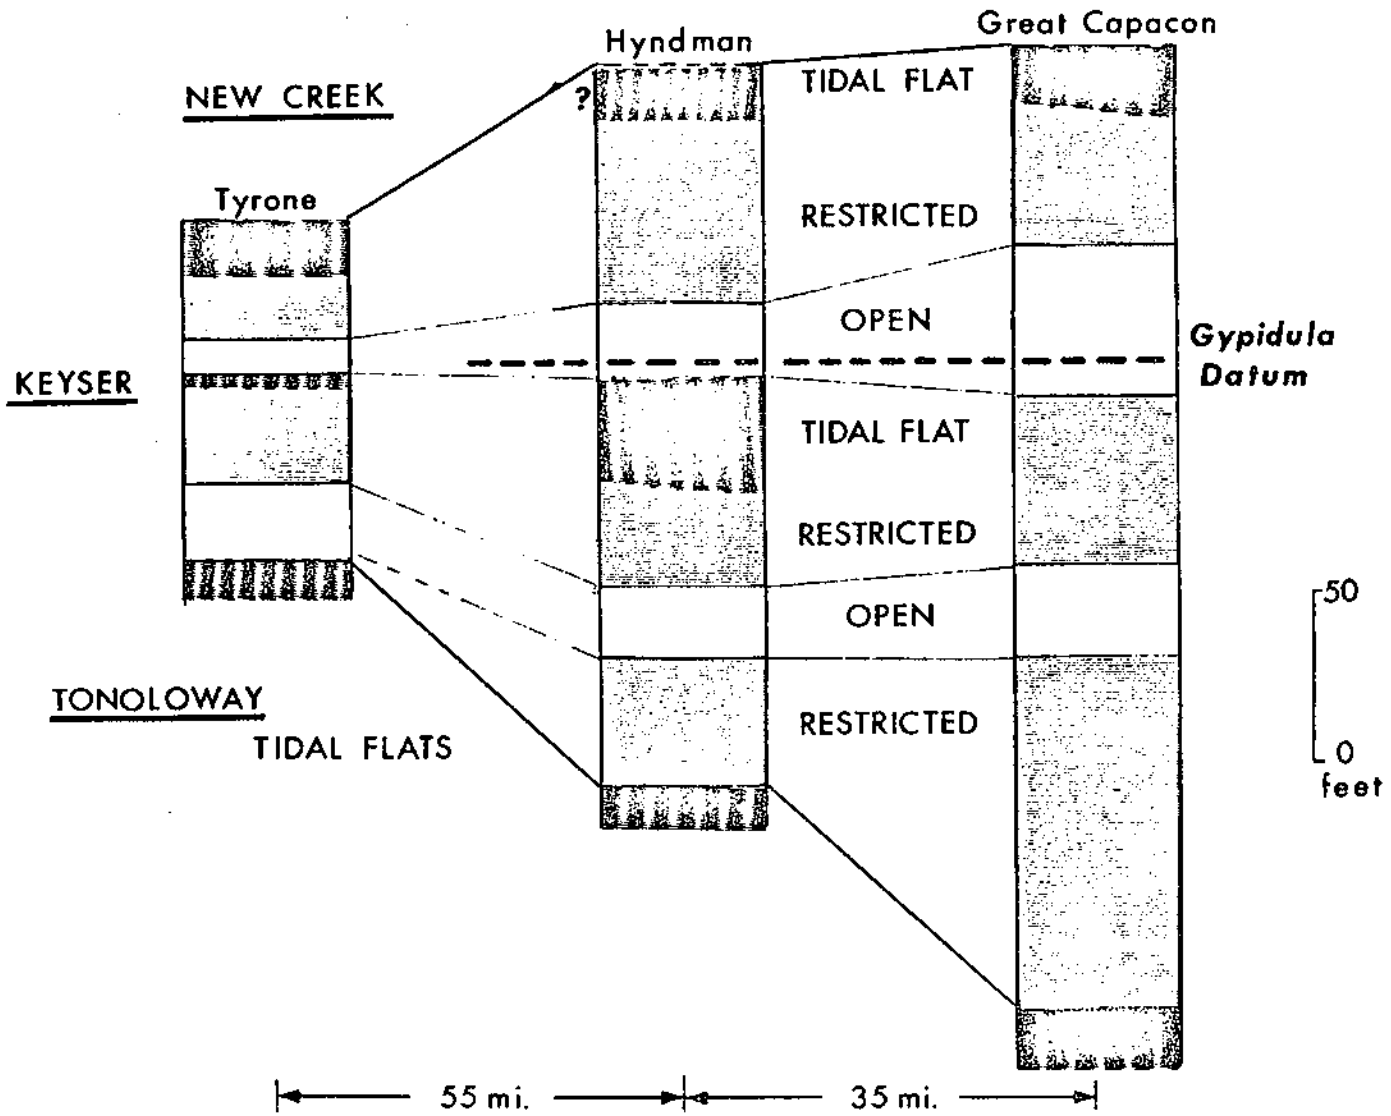 Great Capacon
Hyndman
TIDAL FLAT
NEW CREEK
?
Tyrone
RESTRICTED
OPEN
Gypidula
Datum
KEYSER
TIDAL FLAT
RESTRICTED
50
OPEN
TONOLOWAY
RESTRICTED
TIDAL FLATS
0
feet
55 mi.
35 mi.